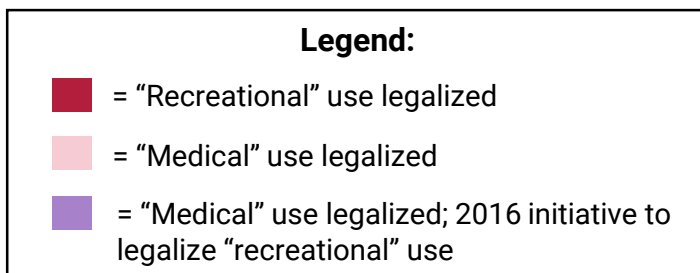 Legend:
= “Recreational” use legalized
= “Medical” use legalized
= “Medical” use legalized; 2016 initiative to
legalize “recreational” use